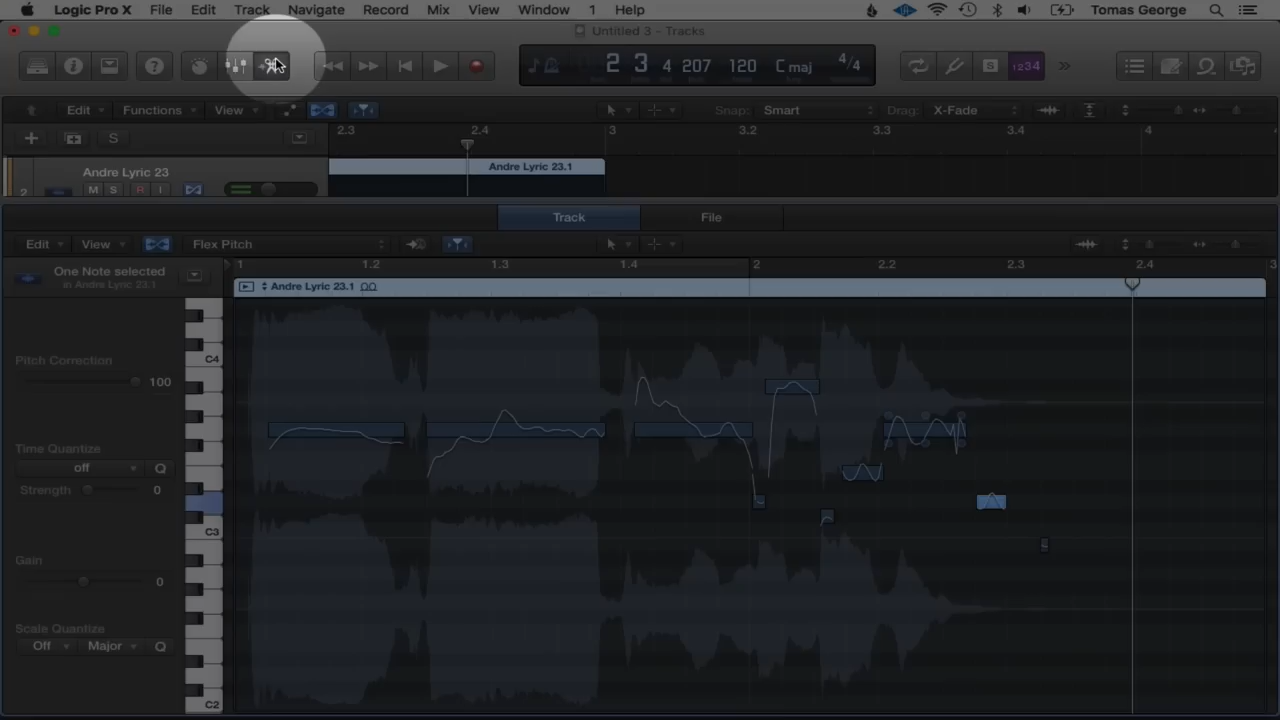 Logic Pro X File Edit Track Navigate Record Mix View Window 1 Help Tomas George
Untitled 3 - Tracks
2 3 4 207 120 C maj 4/4
S 1234
Edit Functions View Snap: Smart Drag: X-Fade
S 2.3 2.4 3 3.2 3.3 3.4 4
Andre Lyric 23 Andre Lyric 23.1
2 M S R I
Track File
Edit View Flex Pitch
1 1.2 1.3 1.4 2 2.2 2.3 2.4 3
One Note selected
in Andre Lyric 23.1
Andre Lyric 23.1
Pitch Correction
100
C4
Time Quantize
off Q
Strength 0
C3
Gain
0
Scale Quantize
Off Major Q
C2